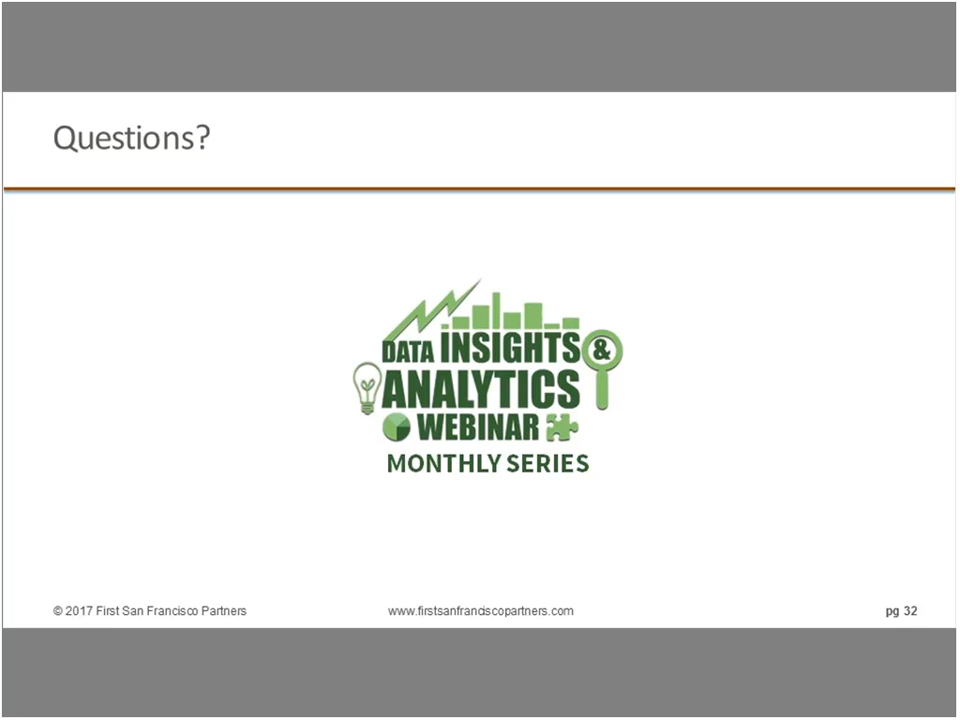 Questions?
DATA INSIGHTS &
ANALYTICS
WEBINAR
MONTHLY SERIES
© 2017 First San Francisco Partners
www.firstsanfranciscopartners.com
pg 32